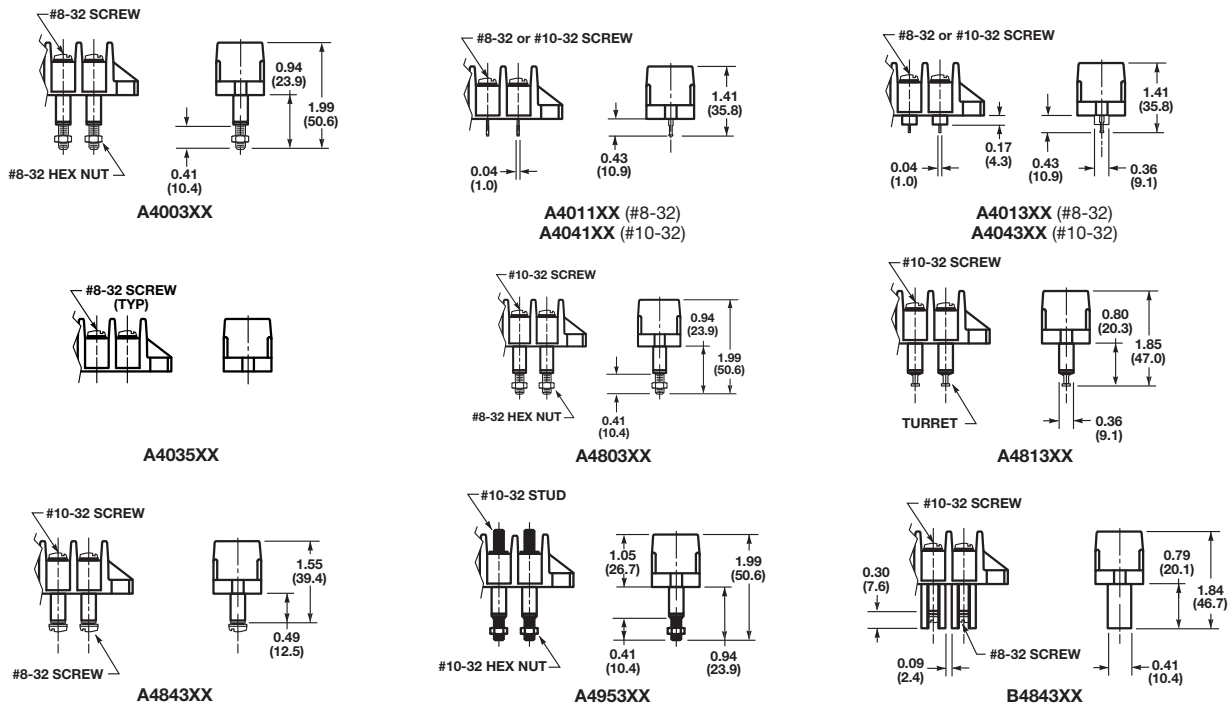 #8-32 SCREW
0.94
(23.9)
1.99
(50.6)
0.41
(10.4)
#8-32 HEX NUT
A4003XX
#8-32 or #10-32 SCREW
1.41
(35.8)
0.43
(10.9)
0.04
(1.0)
A4011XX (#8-32)
A4041XX (#10-32)
#8-32 or #10-32 SCREW
1.41
(35.8)
0.17
(4.3)
0.04
(1.0)
0.43
(10.9)
0.36
(9.1)
A4013XX (#8-32)
A4043XX (#10-32)
#8-32 SCREW
(TYP)
A4035XX
#10-32 SCREW
0.94
(23.9)
1.99
(50.6)
#8-32 HEX NUT
0.41
(10.4)
A4803XX
#10-32 SCREW
0.80
(20.3)
1.85
(47.0)
TURRET
0.36
(9.1)
A4813XX
#10-32 SCREW
1.55
(39.4)
0.49
(12.5)
#8-32 SCREW
A4843XX
#10-32 STUD
1.05
(26.7)
1.99
(50.6)
0.41
(10.4)
0.94
(23.9)
#10-32 HEX NUT
A4953XX
#10-32 SCREW
0.30
(7.6)
0.79
(20.1)
1.84
(46.7)
#8-32 SCREW
0.09
(2.4)
0.41
(10.4)
B4843XX